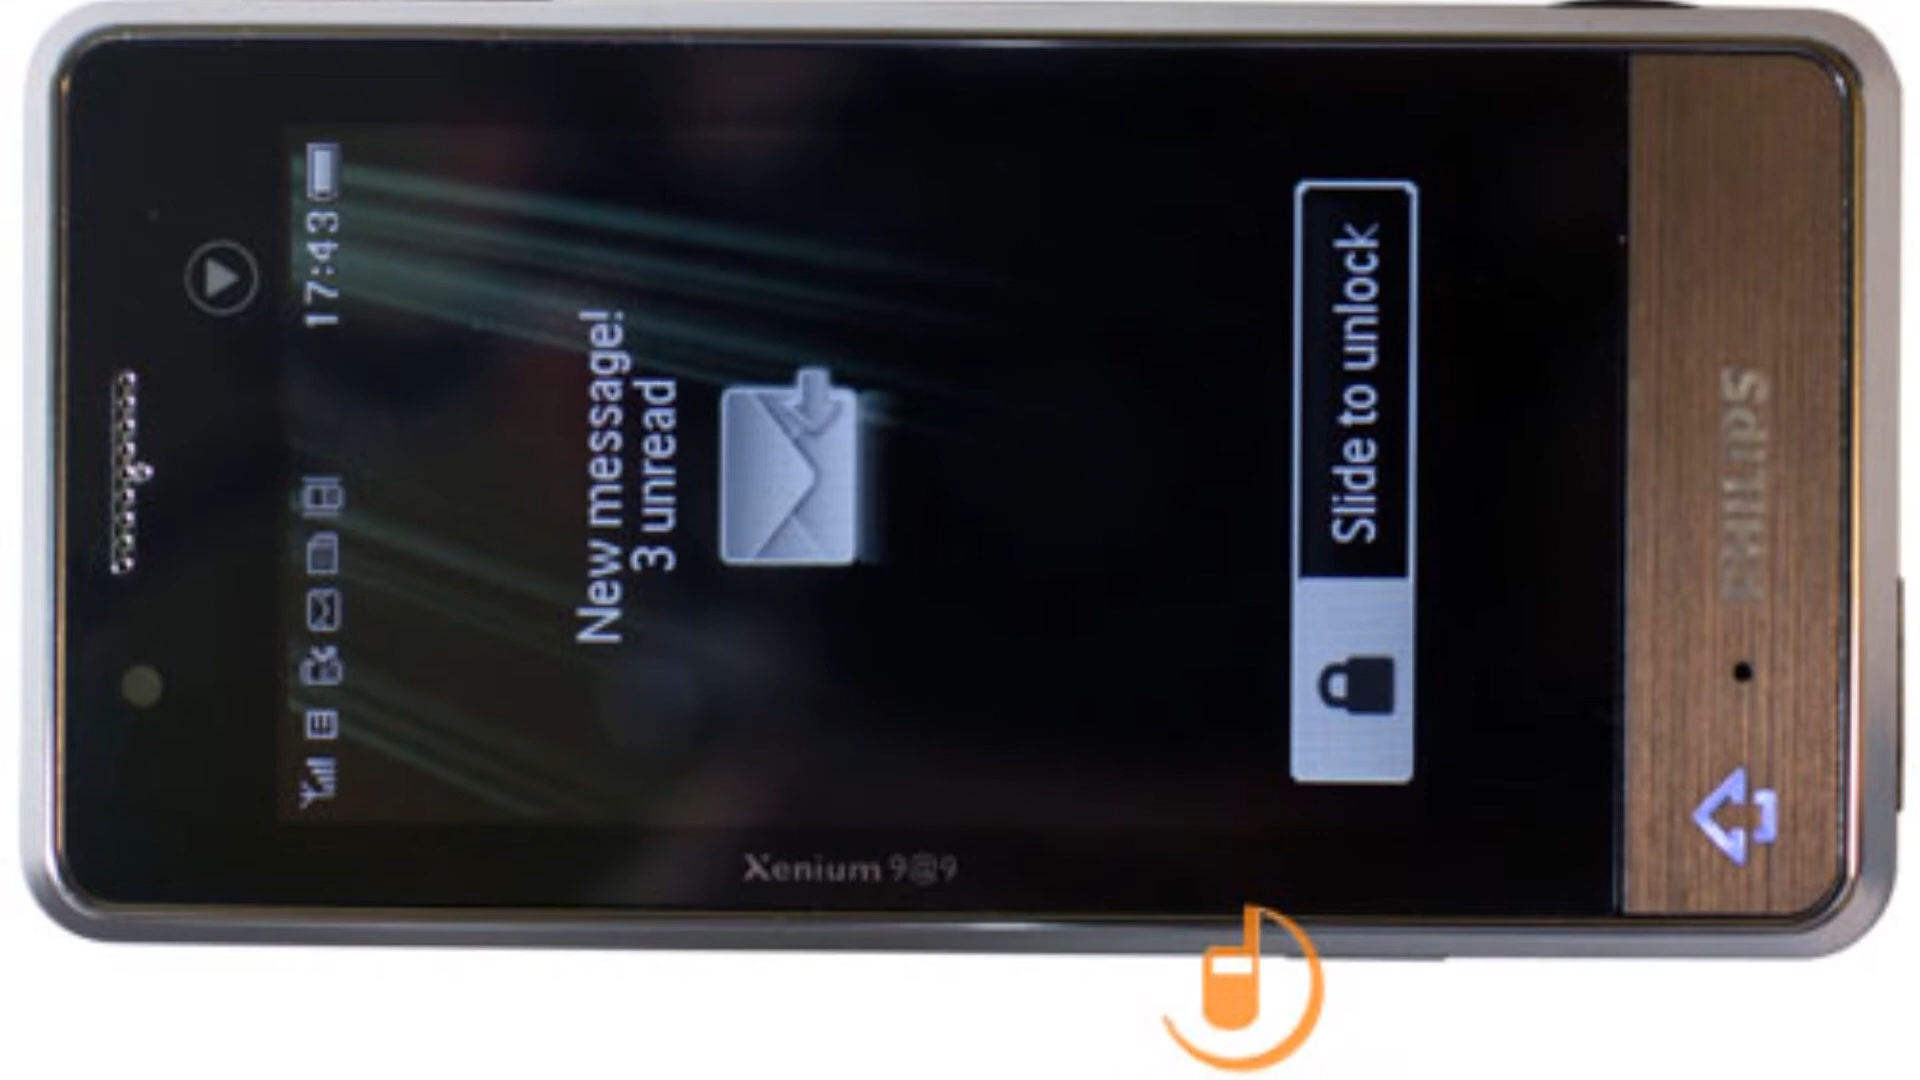 17:43
New message!
3 unread
Slide to unlock
Xenium 9@9
PHILIPS